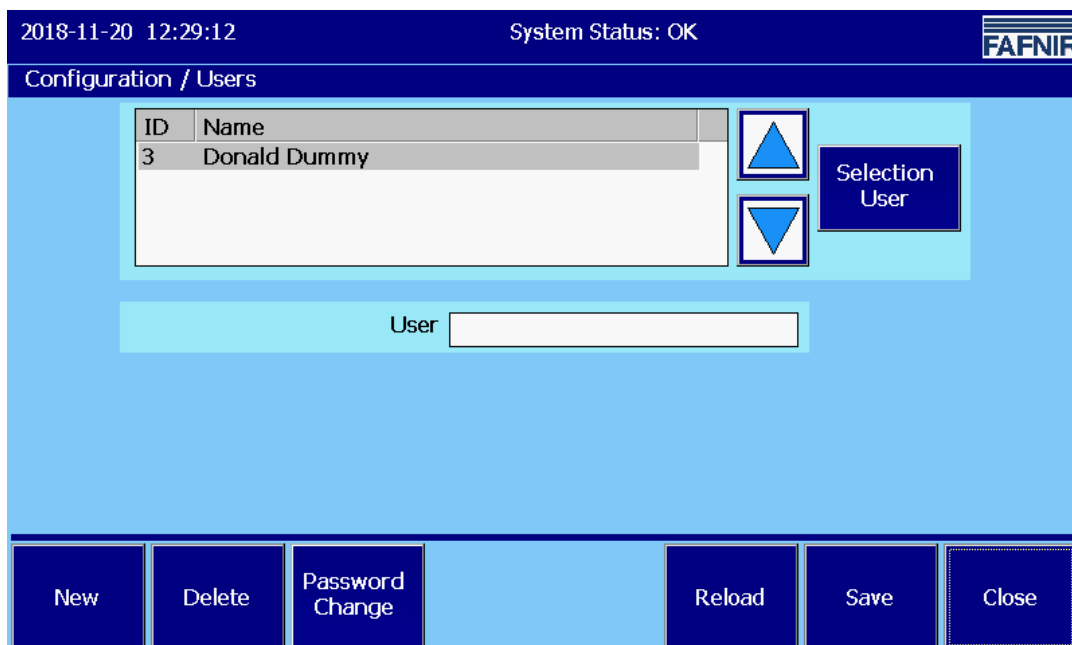 2018-11-20 12:29:12 System Status: OK FAFNIR
Configuration / Users
ID Name
3 Donald Dummy
Selection
User
User
New Delete Password
Change Reload Save Close